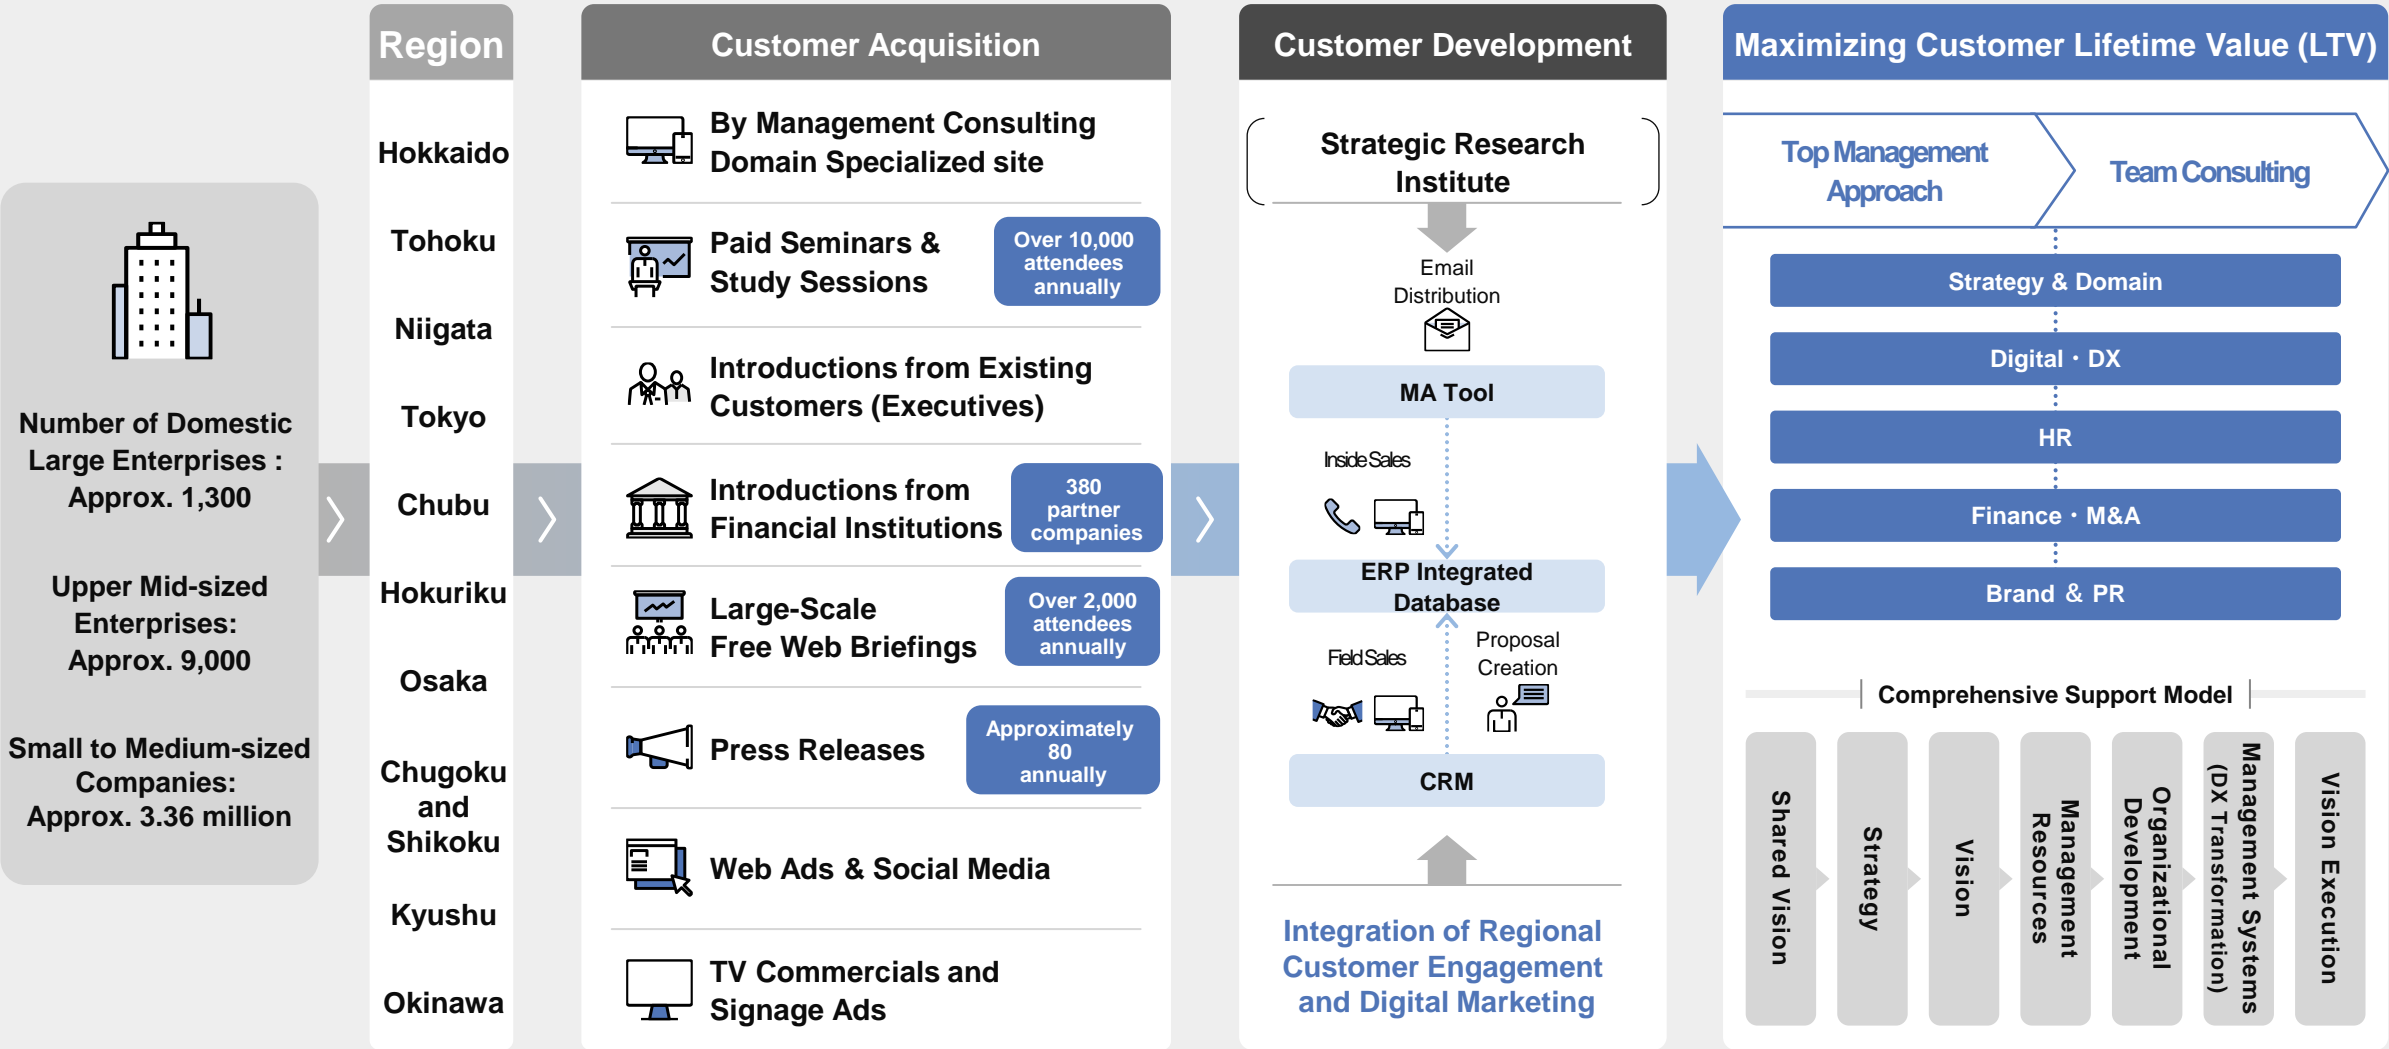 Number of Domestic
Large Enterprises :
Approx. 1,300
Upper Mid-sized
Enterprises:
Approx. 9,000
Small to Medium-sized
Companies:
Approx. 3.36 million
Region
Hokkaido
Tohoku
Niigata
Tokyo
Chubu
Hokuriku
Osaka
Chugoku
and
Shikoku
Kyushu
Okinawa
Customer Acquisition
By Management Consulting
Domain Specialized site
Paid Seminars &
Study Sessions
Over 10,000
attendees
annually
Introductions from Existing
Customers (Executives)
Introductions from
Financial Institutions
380
partner
companies
Large-Scale
Free Web Briefings
Over 2,000
attendees
annually
Press Releases
Approximately
80
annually
Web Ads & Social Media
TV Commercials and
Signage Ads
Customer Development
Strategic Research
Institute
Email
Distribution
MA Tool
Inside Sales
ERP Integrated
Database
Field Sales
Proposal
Creation
CRM
Integration of Regional
Customer Engagement
and Digital Marketing
Maximizing Customer Lifetime Value (LTV)
Top Management
Approach
Team Consulting
Strategy & Domain
Digital・DX
HR
Finance・M&A
Brand ＆ PR
Comprehensive Support Model
Shared Vision
Strategy
Vision
Management
Resources
Organizational
Development
Management Systems
(DX Transformation)
Vision Execution